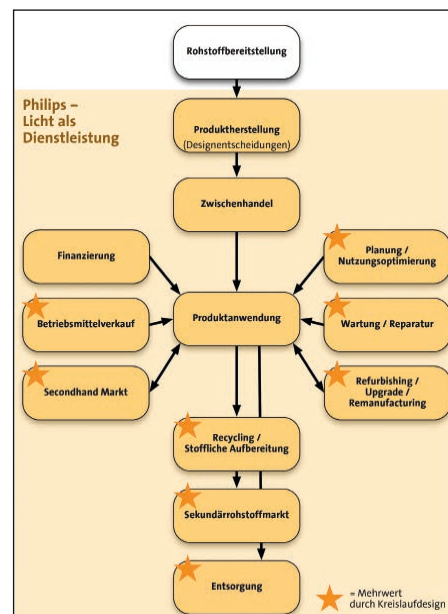 Rohstoffbereitstellung
Philips –
Licht als
Dienstleistung
Produktherstellung
(Designentscheidungen)
Zwischenhandel
Finanzierung
Planung /
Nutzungsoptimierung
Betriebsmittelverkauf
Produktanwendung
Wartung / Reparatur
Secondhand Markt
Refurbishing /
Upgrade /
Remanufacturing
Recycling /
Stoffliche Aufbereitung
Sekundärrohstoffmarkt
Entsorgung
= Mehrwert
durch Kreislaufdesign